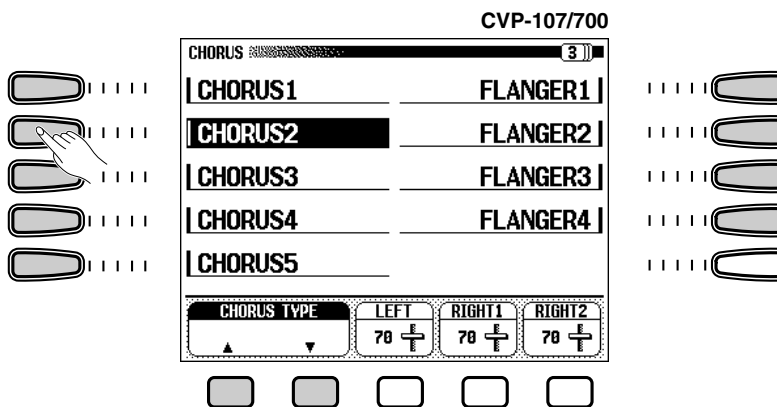 CVP-107/700
CHORUS 3
CHORUS1 FLANGER1
CHORUS2 FLANGER2
CHORUS3 FLANGER3
CHORUS4 FLANGER4
CHORUS5
CHORUS TYPE LEFT RIGHT1 RIGHT2
▲ ▼ 70 70 70